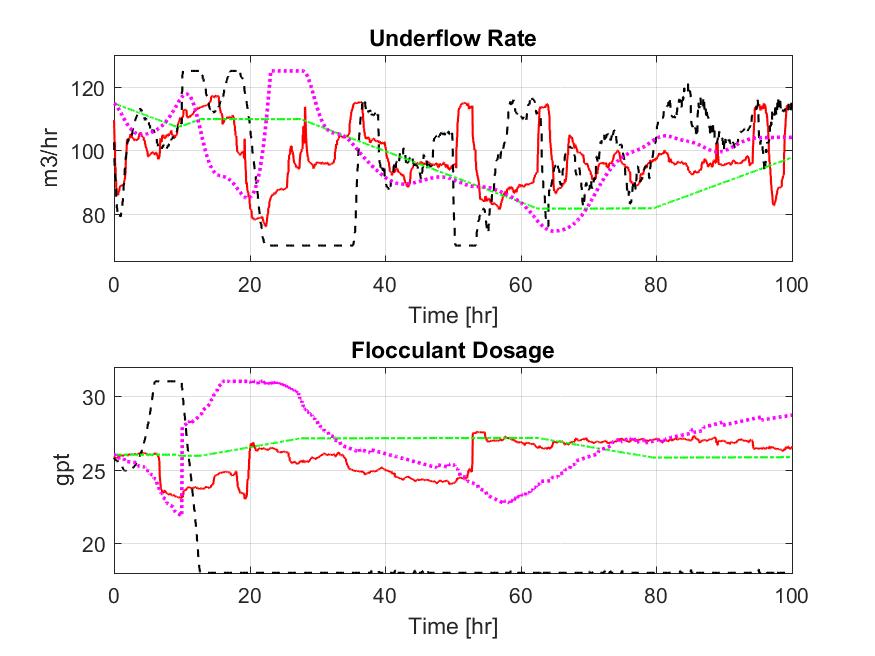 Underflow Rate
120
100
80
m3/hr
0 20 40 60 80 100
Time [hr]
Flocculant Dosage
30
25
20
gpt
0 20 40 60 80 100
Time [hr]